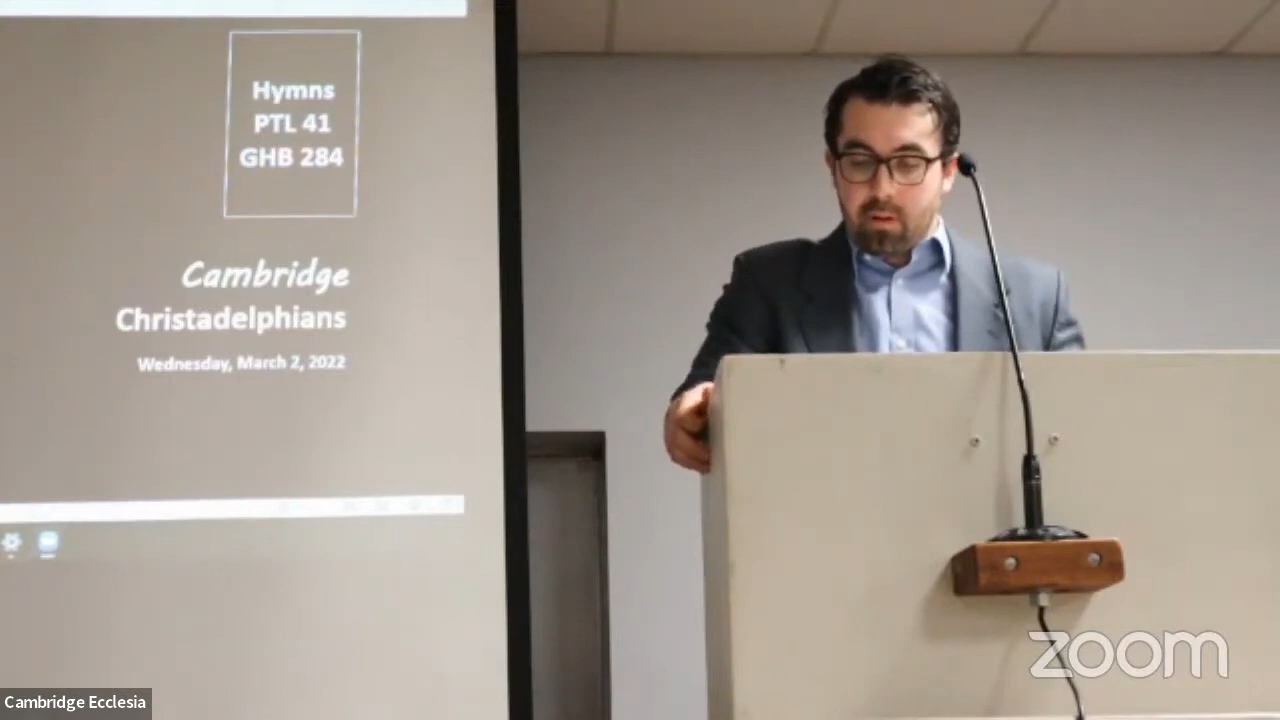 Hymns
PTL 41
GHB 284
Cambridge
Christadelphians
Wednesday, March 2, 2022
Cambridge Ecclesia
zoom